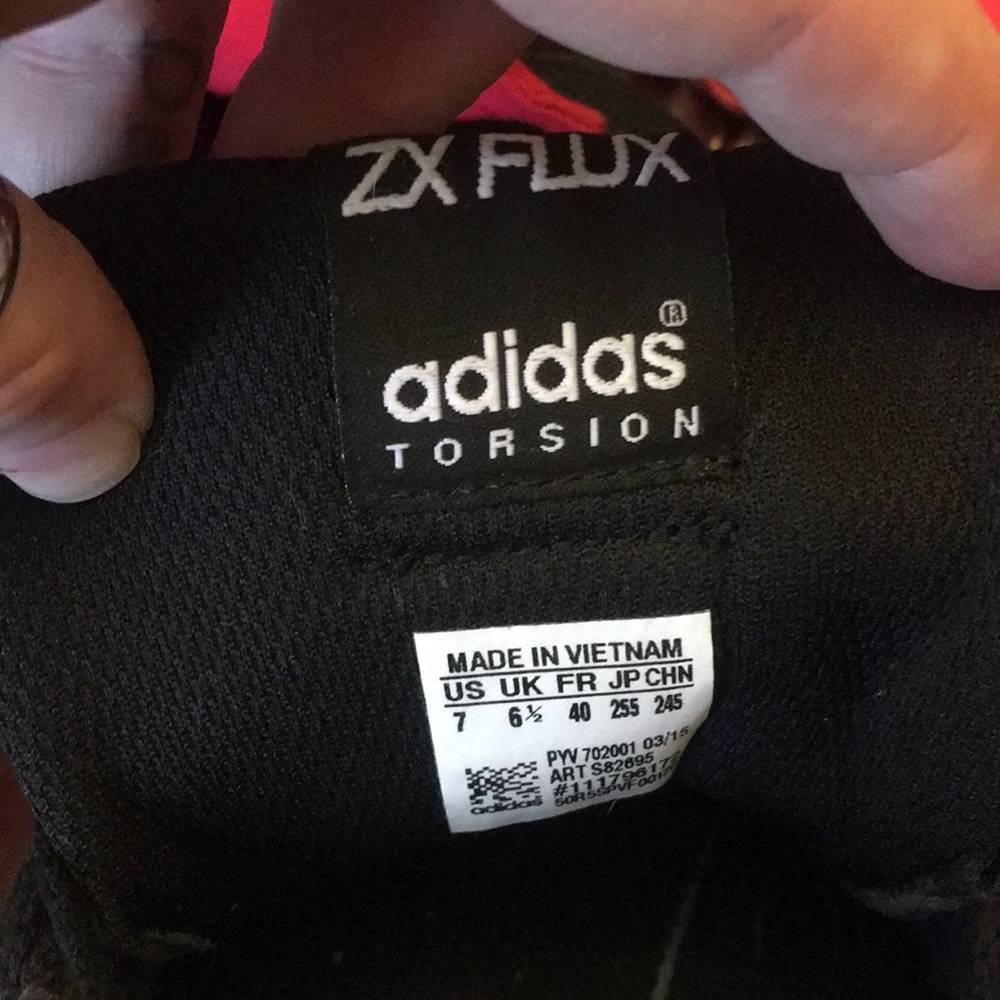 ZX FLUX
adidas®
TORSION
MADE IN VIETNAM
US UK FR JP CHN
7 6½ 40 255 245
PYV 702001 03/15
ART S82695
adidas